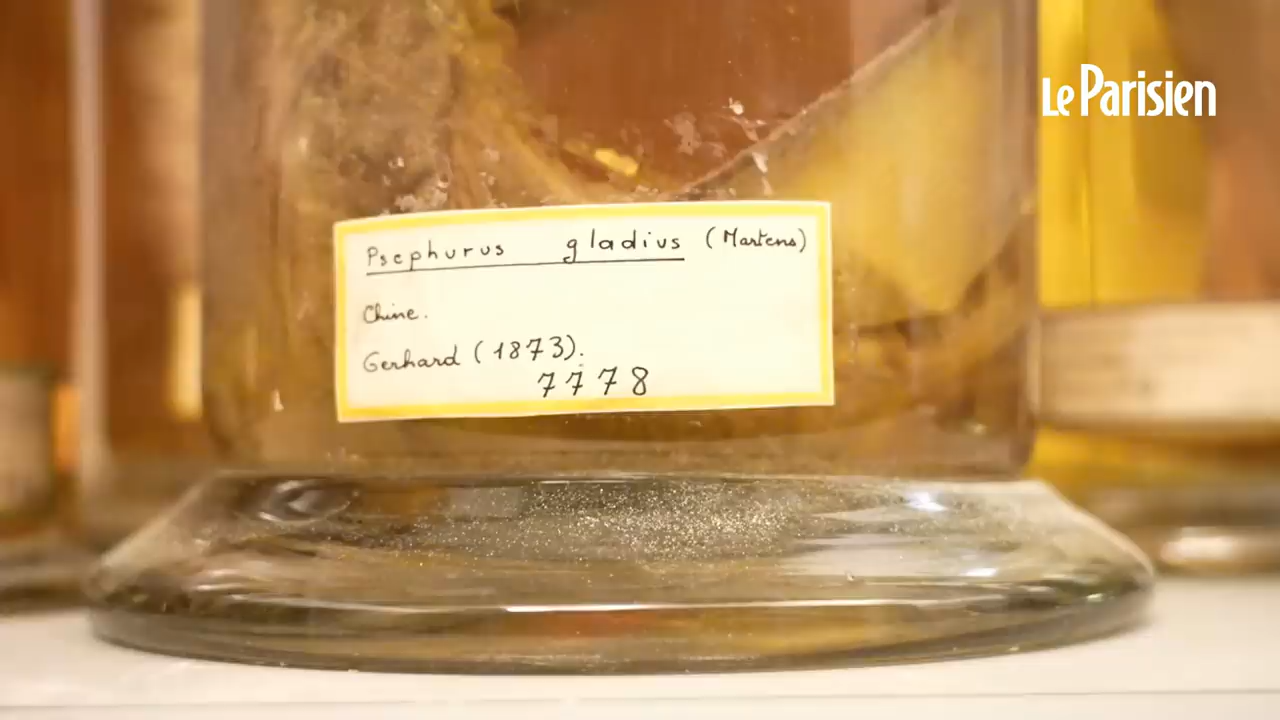 Le Parisien
Psephurus gladius (Martens)
Chine.
Gerhard (1873).
7778